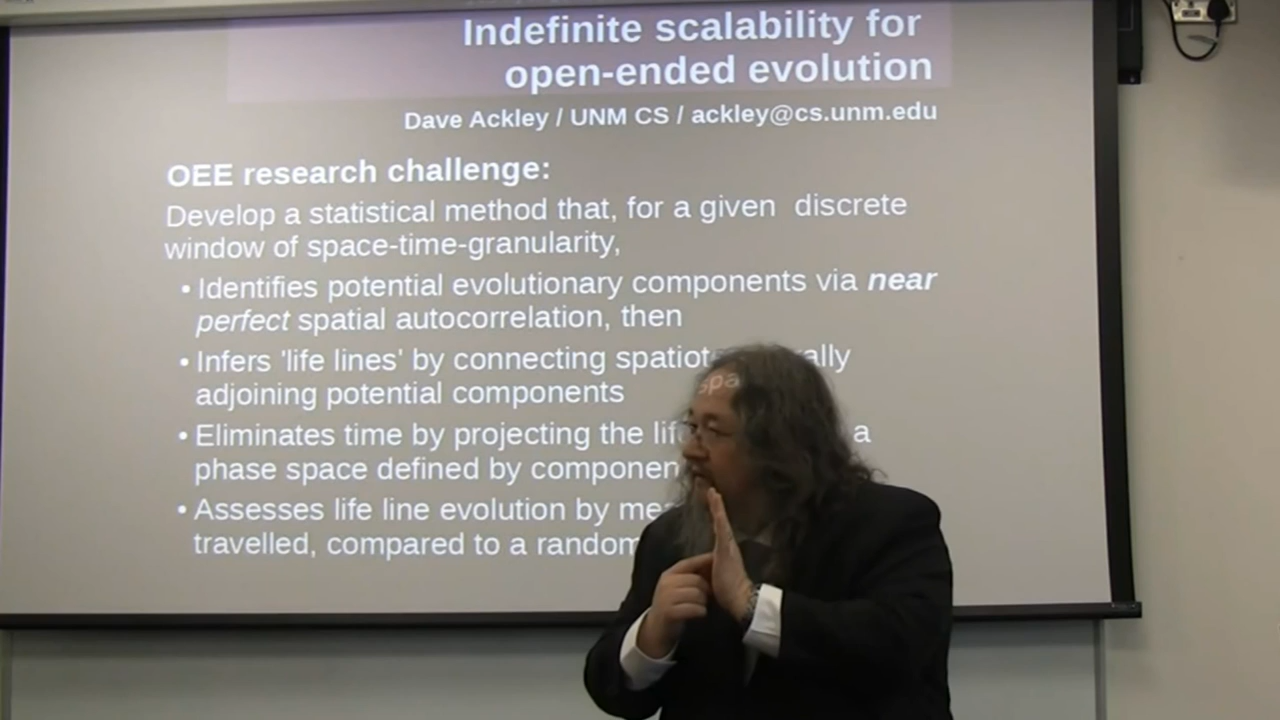 Indefinite scalability for
open-ended evolution
Dave Ackley / UNM CS / ackley@cs.unm.edu
OEE research challenge:
Develop a statistical method that, for a given discrete
window of space-time-granularity,
• Identifies potential evolutionary components via near
perfect spatial autocorrelation, then
• Infers 'life lines' by connecting
adjoining potential components
• Eliminates time by projecting the a
phase space defined by
• Assesses life line evolution by
travelled, compared to a